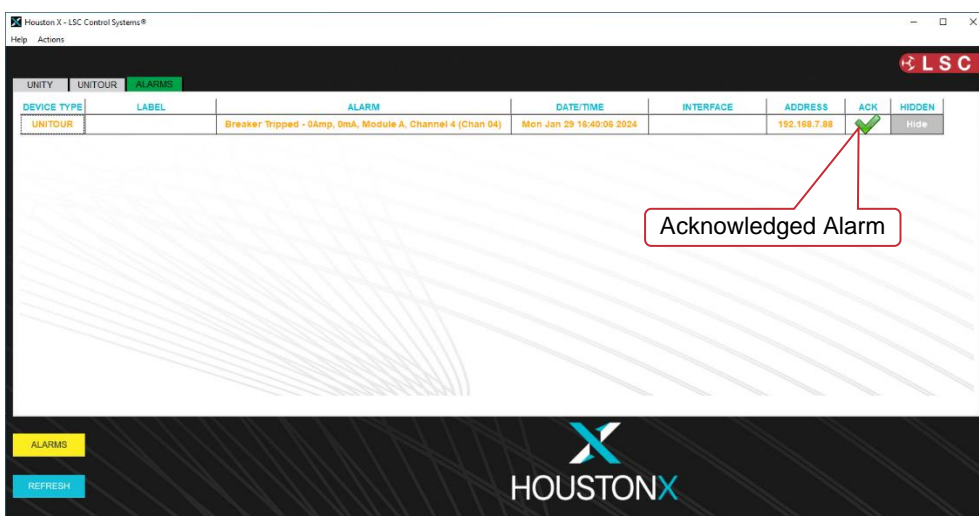 Houston X - LSC Control Systems®
Help Actions
LSC
UNITY UNITOUR ALARMS
DEVICE TYPE LABEL ALARM DATE/TIME INTERFACE ADDRESS ACK HIDDEN
UNITOUR Breaker Tripped - 0Amp, 0mA, Module A, Channel 4 (Chan 04) Mon Jan 29 16:40:06 2024 192.168.7.88 Hide
Acknowledged Alarm
ALARMS
REFRESH
HOUSTONX